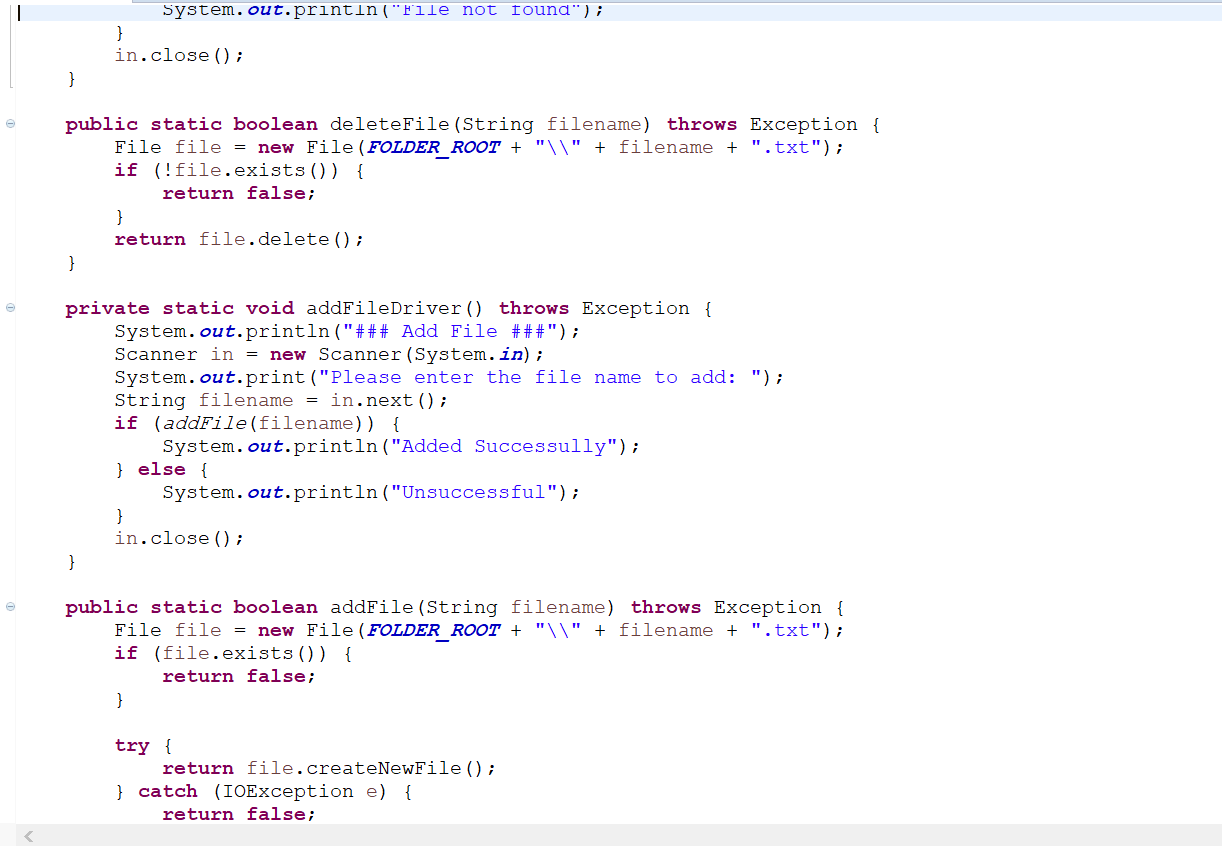 System.out.println("File not found");
}
in.close();
}
public static boolean deleteFile(String filename) throws Exception {
File file = new File(FOLDER_ROOT + "\\" + filename + ".txt");
if (!file.exists()) {
return false;
}
return file.delete();
}
private static void addFileDriver() throws Exception {
System.out.println("### Add File ###");
Scanner in = new Scanner(System.in);
System.out.print("Please enter the file name to add: ");
String filename = in.next();
if (addFile(filename)) {
System.out.println("Added Successully");
} else {
System.out.println("Unsuccessful");
}
in.close();
}
public static boolean addFile(String filename) throws Exception {
File file = new File(FOLDER_ROOT + "\\" + filename + ".txt");
if (file.exists()) {
return false;
}
try {
return file.createNewFile();
} catch (IOException e) {
return false;